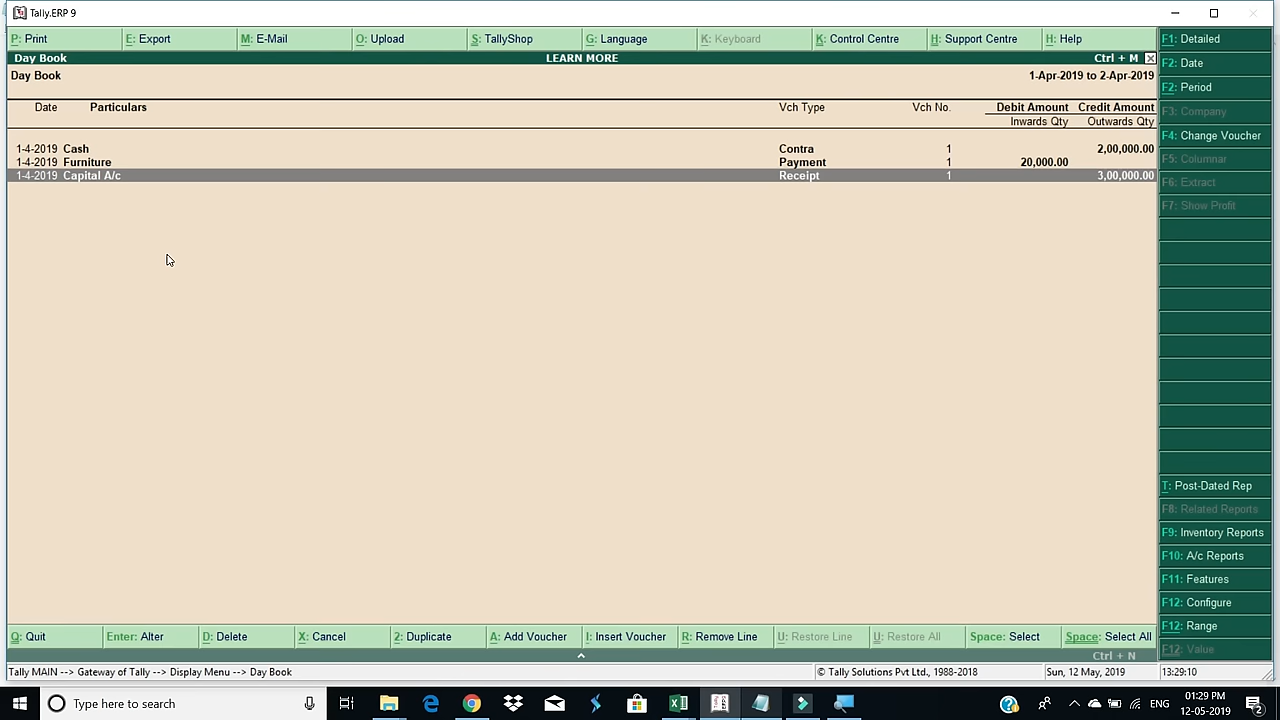 Tally.ERP 9
P: Print E: Export M: E-Mail O: Upload S: TallyShop G: Language K: Keyboard K: Control Centre H: Support Centre H: Help
Day Book LEARN MORE Ctrl + M
Day Book 1-Apr-2019 to 2-Apr-2019
Date Particulars Vch Type Vch No. Debit Amount Credit Amount
Inwards Qty Outwards Qty
1-4-2019 Cash Contra 1 2,00,000.00
1-4-2019 Furniture Payment 1 20,000.00
1-4-2019 Capital A/c Receipt 1 3,00,000.00
F1: Detailed
F2: Date
F2: Period
F3: Company
F4: Change Voucher
F5: Columnar
F6: Extract
F7: Show Profit
T: Post-Dated Rep
F8: Related Reports
F9: Inventory Reports
F10: A/c Reports
F11: Features
F12: Configure
F12: Range
F12: Value
Q: Quit Enter: Alter D: Delete X: Cancel 2: Duplicate A: Add Voucher I: Insert Voucher R: Remove Line U: Restore Line U: Restore All Space: Select Space: Select All
Ctrl + N
Tally MAIN --> Gateway of Tally --> Display Menu --> Day Book © Tally Solutions Pvt Ltd., 1988-2018 Sun, 12 May, 2019 13:29:10
Type here to search 01:29 PM
12-05-2019
2